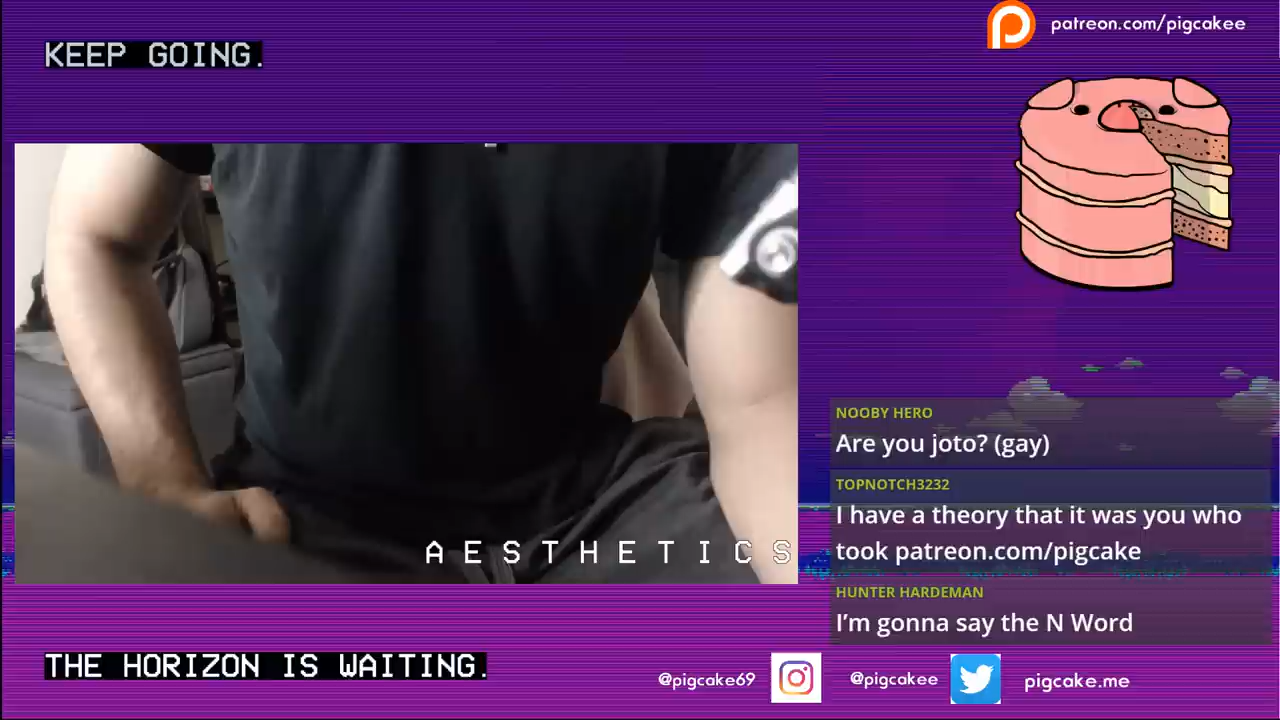 KEEP GOING.
patreon.com/pigcakee
NOOBY HERO
Are you joto? (gay)
TOPNOTCH3232
I have a theory that it was you who
took patreon.com/pigcake
HUNTER HARDEMAN
I'm gonna say the N Word
AESTHETICS
THE HORIZON IS WAITING.
@pigcake69
@pigcakee
pigcake.me